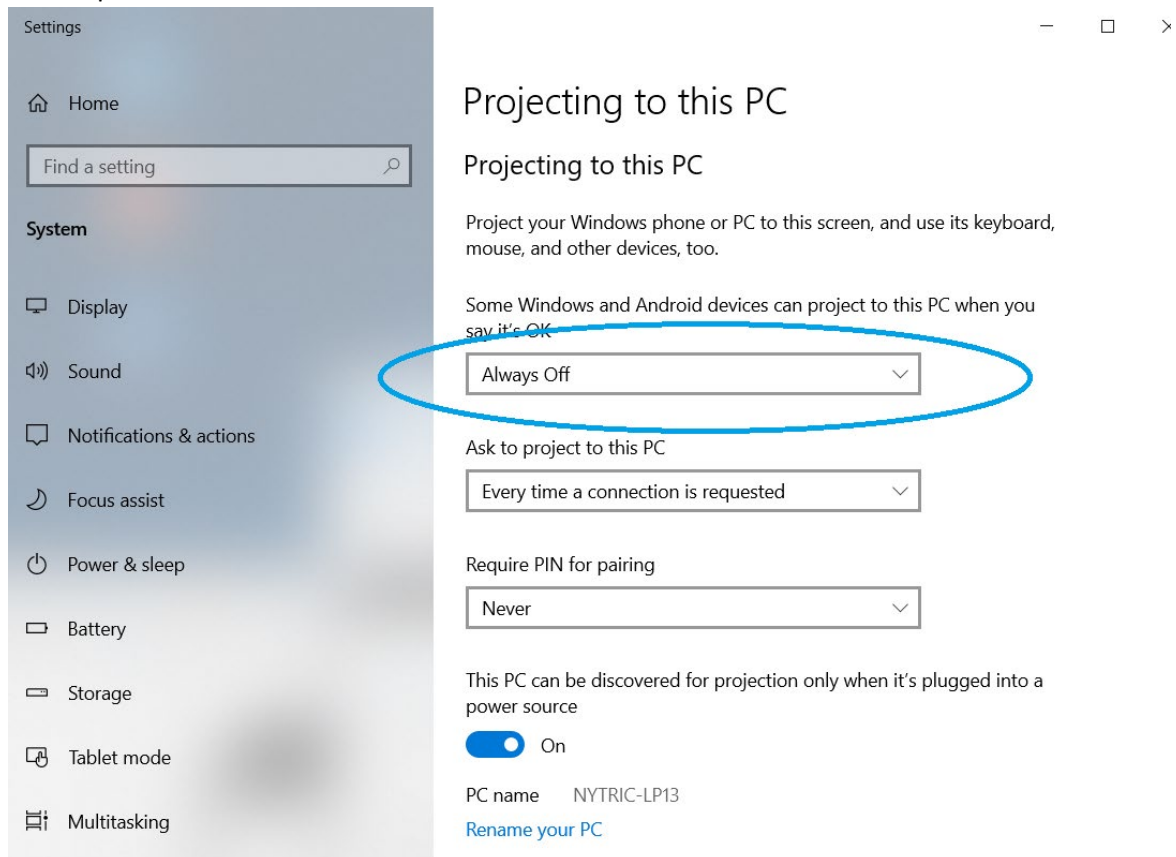 Settings
Home
Find a setting
System
Display
Sound
Notifications & actions
Focus assist
Power & sleep
Battery
Storage
Tablet mode
Multitasking
Projecting to this PC
Projecting to this PC
Project your Windows phone or PC to this screen, and use its keyboard,
mouse, and other devices, too.
Some Windows and Android devices can project to this PC when you
say it's OK
Always Off
Ask to project to this PC
Every time a connection is requested
Require PIN for pairing
Never
This PC can be discovered for projection only when it's plugged into a
power source
On
PC name NYTRIC-LP13
Rename your PC